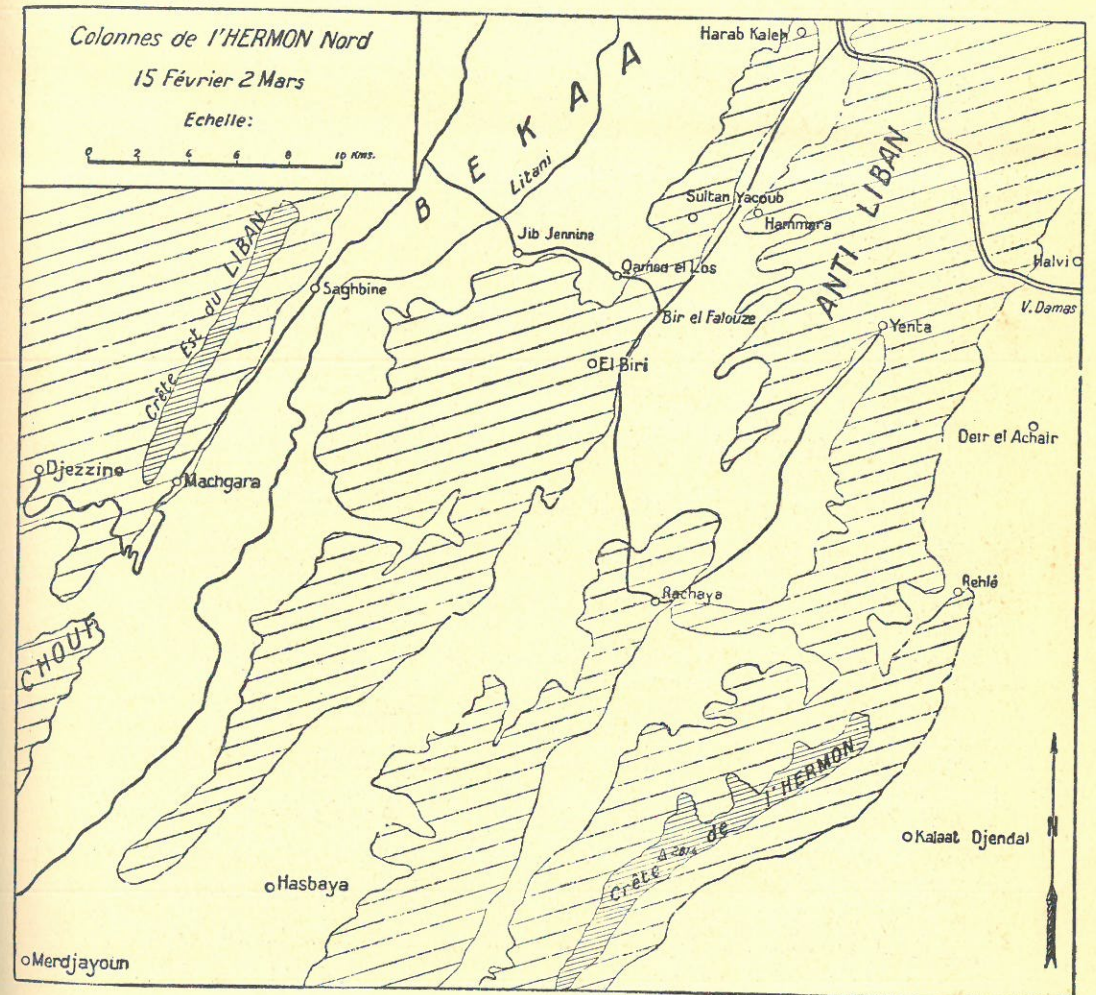 Colonnes de l'HERMON Nord
15 Février 2 Mars
Echelle:
0 2 4 6 8 10 Kms.
Harab Kaleh
BEKAA
Litani
ANTI LIBAN
Sultan Yacoub
Hammera
Jib Jennine
Qamed el Los
Halvi
V. Damas
Saghbine
Crête Est du LIBAN
Bir el Falouze
Yenta
El Biri
Deir el Achair
Djezzine
Machgara
Rachaya
Rehlé
CHOUF
Crête de l'HERMON
N
Kalaat Djendal
Hasbaya
Merdjayoun